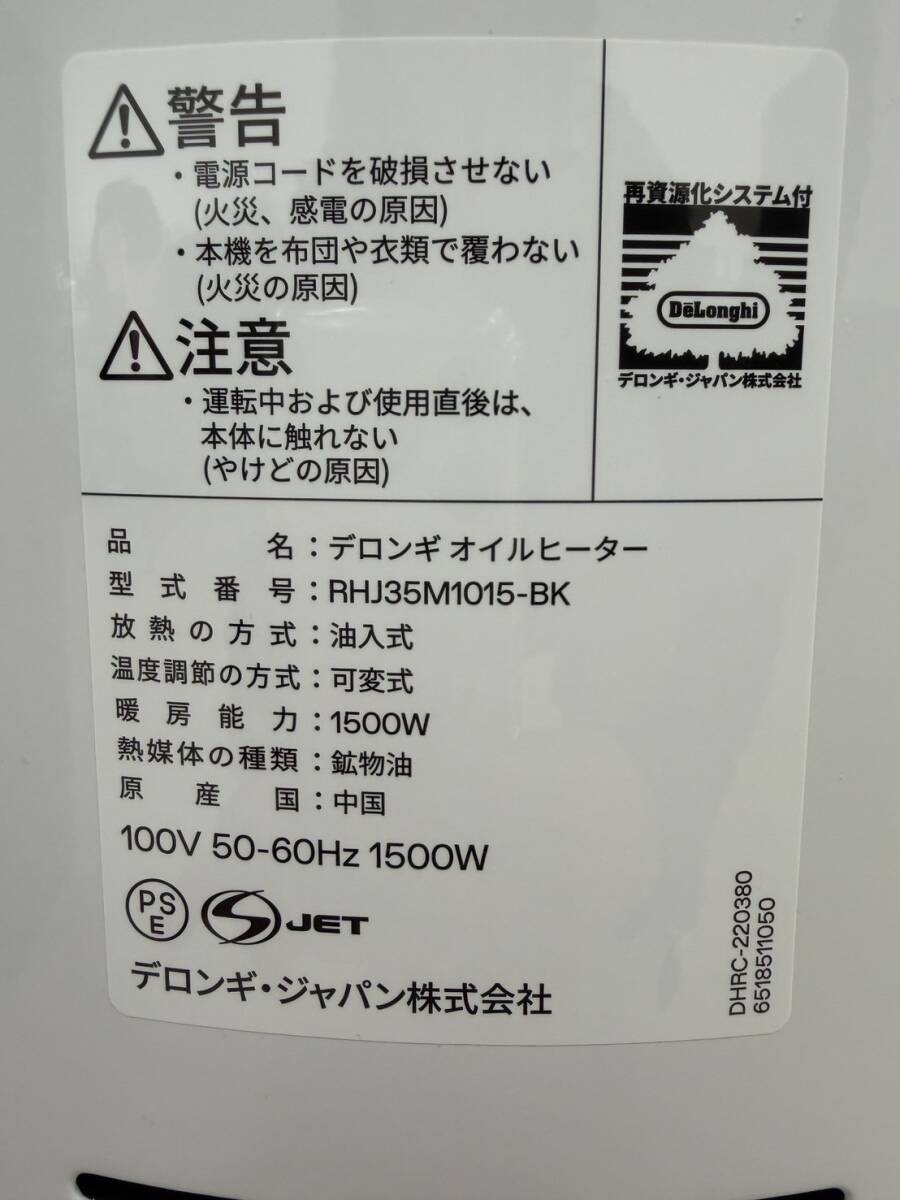 警告
・電源コードを破損させない
(火災、感電の原因)
・本機を布団や衣類で覆わない
(火災の原因)
注意
・運転中および使用直後は、
本体に触れない
(やけどの原因)
再資源化システム付
DeLonghi
デロンギ・ジャパン株式会社
品名：デロンギ オイルヒーター
型式番号：RHJ35M1015-BK
放熱の方式：油入式
温度調節の方式：可変式
暖房能力：1500W
熱媒体の種類：鉱物油
原産国：中国
100V 50-60Hz 1500W
PS
E
JET
デロンギ・ジャパン株式会社
DHRC-220380
6518511050